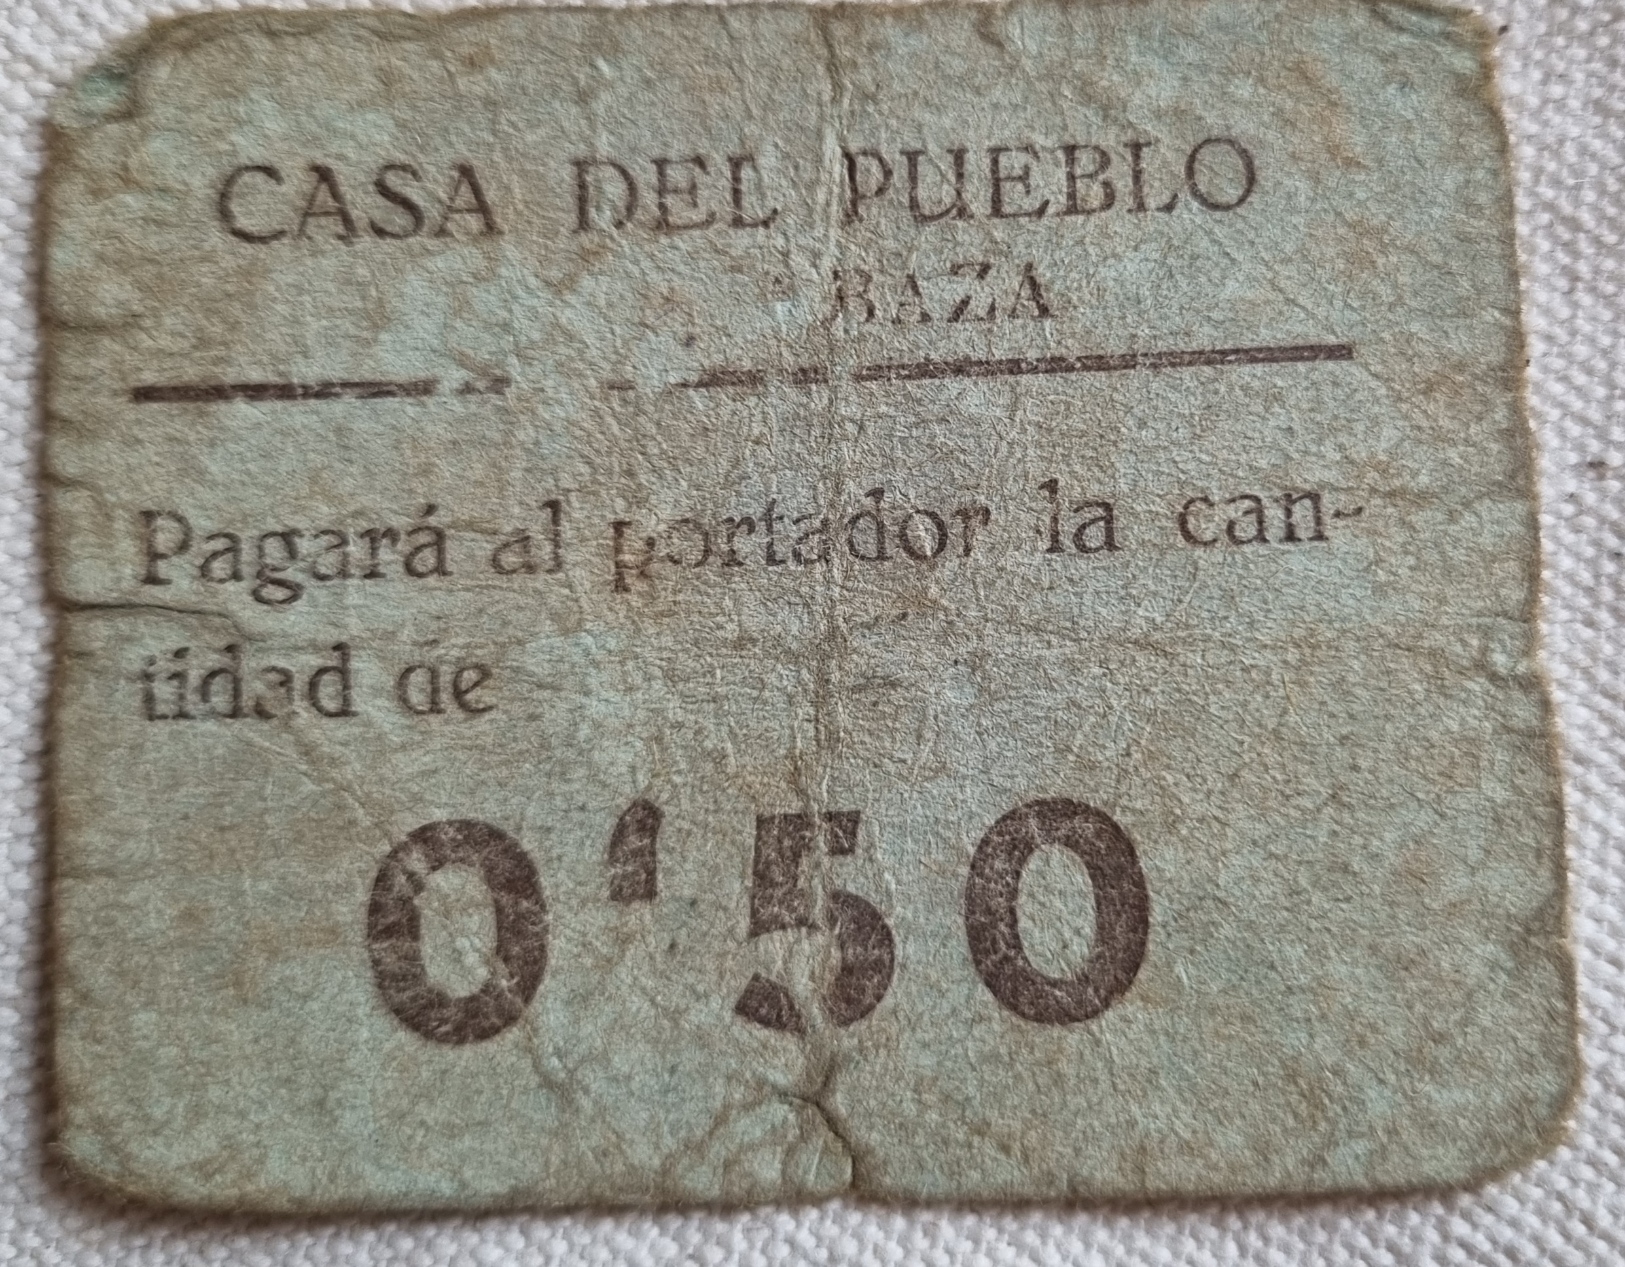 CASA DEL PUEBLO
BAZA
Pagará al portador la can-
tidad de
0'50